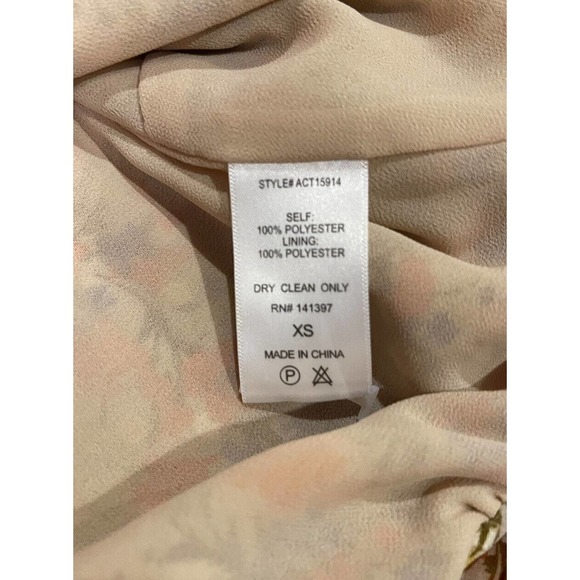 STYLE# ACT15914
SELF:
100% POLYESTER
LINING:
100% POLYESTER
DRY CLEAN ONLY
RN# 141397
XS
MADE IN CHINA
P